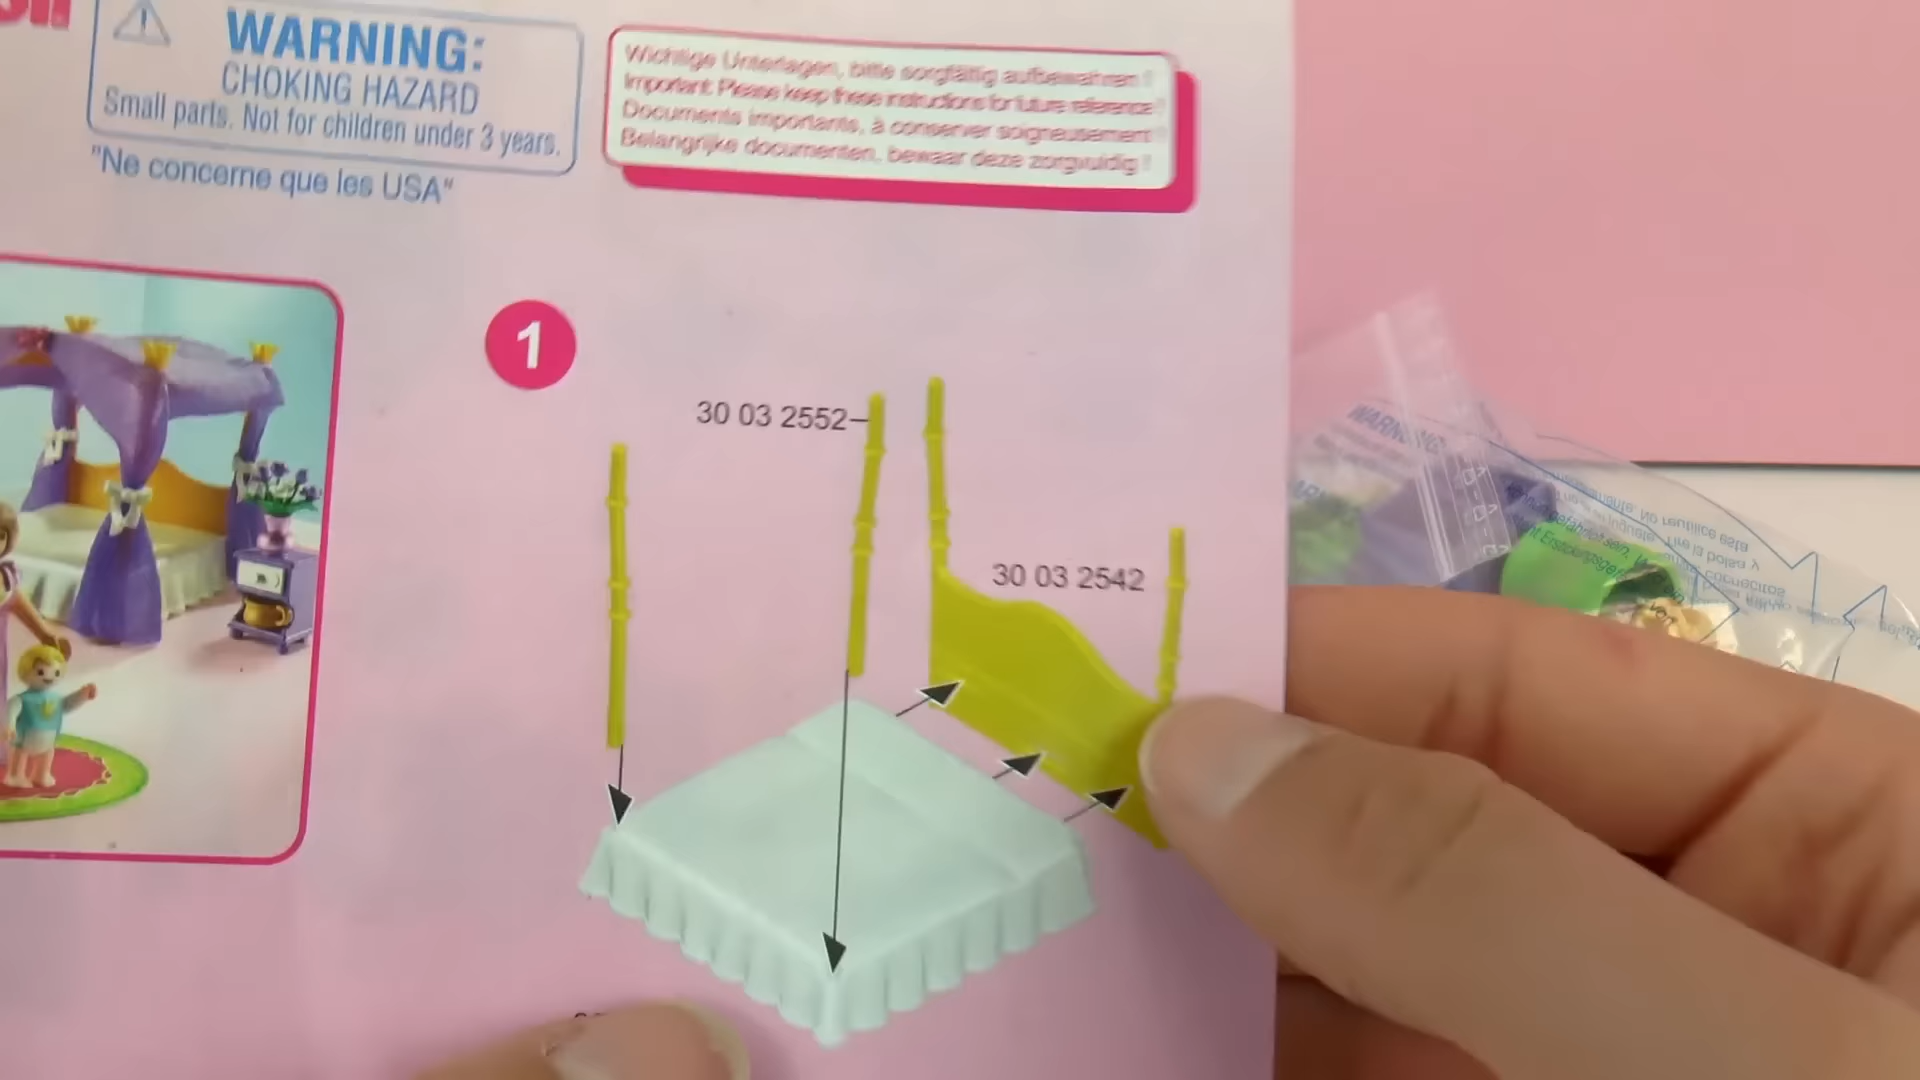 WARNING:
CHOKING HAZARD
Small parts. Not for children under 3 years.
"Ne concerne que les USA"
Wichtige Unterlagen, bitte sorgfältig aufbewahren !
Important: Please keep these instructions for future reference !
Documents importants, à conserver soigneusement !
Belangrijke documenten, bewaar deze zorgvuldig !
1
30 03 2552
30 03 2542
WARNING